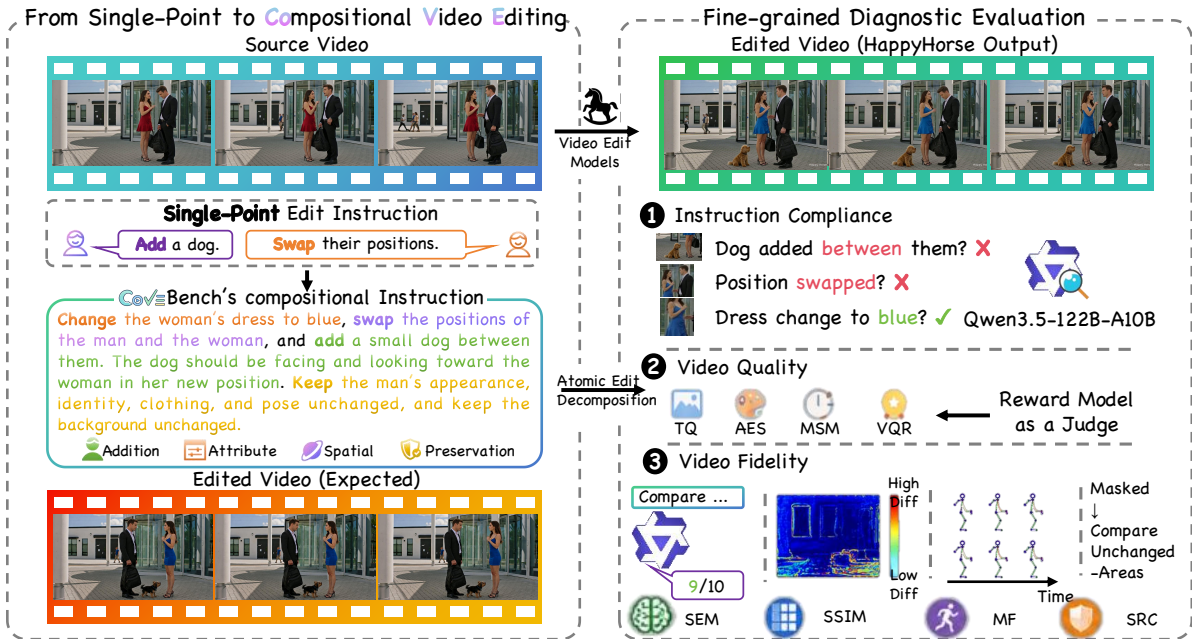 From Single-Point to Compositional Video Editing
Source Video
Single-Point Edit Instruction
Add a dog.
Swap their positions.
CoVEBench's compositional Instruction
Change the woman's dress to blue, swap the positions of
the man and the woman, and add a small dog between
them. The dog should be facing and looking toward the
woman in her new position. Keep the man's appearance,
identity, clothing, and pose unchanged, and keep the
background unchanged.
Addition
Attribute
Spatial
Preservation
Edited Video (Expected)
Video Edit
Models
Atomic Edit
Decomposition
Fine-grained Diagnostic Evaluation
Edited Video (HappyHorse Output)
1 Instruction Compliance
Dog added between them? ✗
Position swapped? ✗
Dress change to blue? ✓
Qwen3.5-122B-A10B
2 Video Quality
TQ
AES
MSM
VQR
Reward Model
as a Judge
3 Video Fidelity
Compare ...
9/10
High
Diff
Low
Diff
Time
Masked
↓
Compare
Unchanged
-Areas
SEM
SSIM
MF
SRC